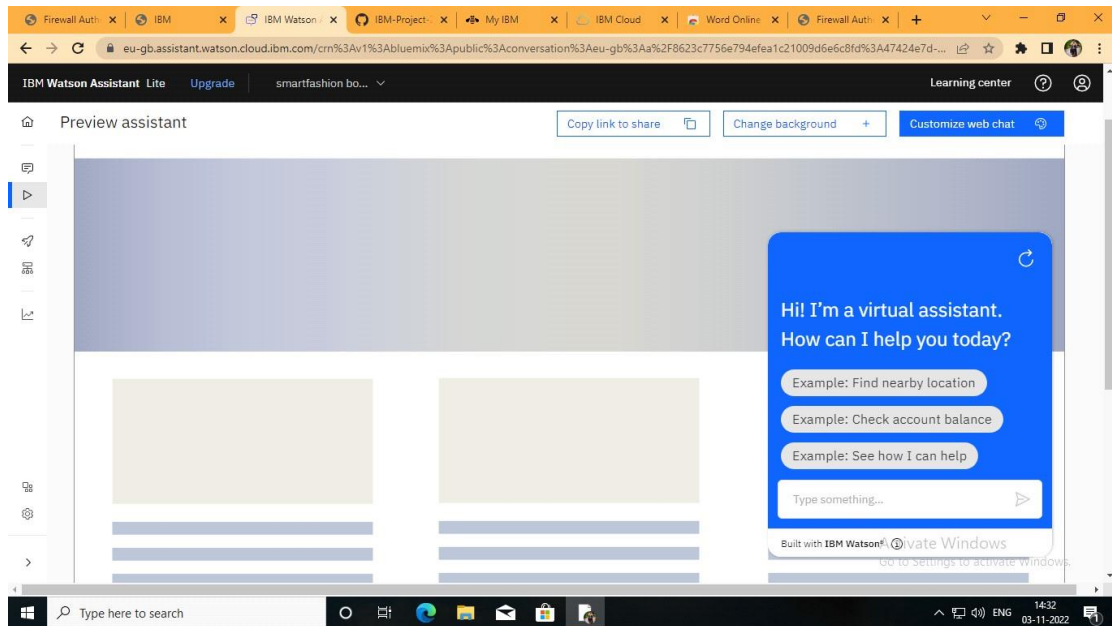 Firewall Auth
IBM
IBM Watson
IBM-Project-
My IBM
IBM Cloud
Word Online
Firewall Auth
eu-gb.assistant.watson.cloud.ibm.com/crn%3Av1%3Abluemix%3Apublic%3Aconversation%3Aeu-gb%3Aa%2F8623c7756e794efea1c21009d6e6c8fd%3A47424e7d-...
IBM Watson Assistant Lite Upgrade smartfashion bo... Learning center
Preview assistant Copy link to share Change background + Customize web chat
Hi! I'm a virtual assistant.
How can I help you today?
Example: Find nearby location
Example: Check account balance
Example: See how I can help
Type something...
Built with IBM Watson®
Activate Windows
Go to Settings to activate Windows.
Type here to search ENG 14:32
03-11-2022
1